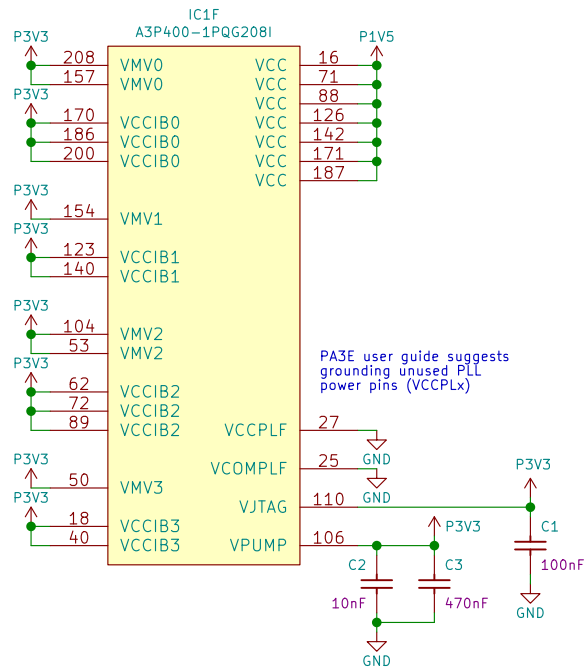 IC1F
A3P400-1PQG208I
P3V3
P1V5
208 VMV0 VCC 16
157 VMV0 VCC 71
P3V3
VCC 88
170 VCCIB0 VCC 126
186 VCCIB0 VCC 142
200 VCCIB0 VCC 171
VCC 187
P3V3
154 VMV1
P3V3
123 VCCIB1
140 VCCIB1
P3V3
104 VMV2
53 VMV2
PA3E user guide suggests
grounding unused PLL
power pins (VCCPLx)
P3V3
62 VCCIB2
72 VCCIB2
89 VCCIB2 VCCPLF 27
GND
P3V3
VCOMPLF 25
P3V3
50 VMV3
GND
P3V3
VJTAG 110
18 VCCIB3
P3V3
C1
40 VCCIB3 VPUMP 106
C2
C3
100nF
10nF
470nF
GND
GND